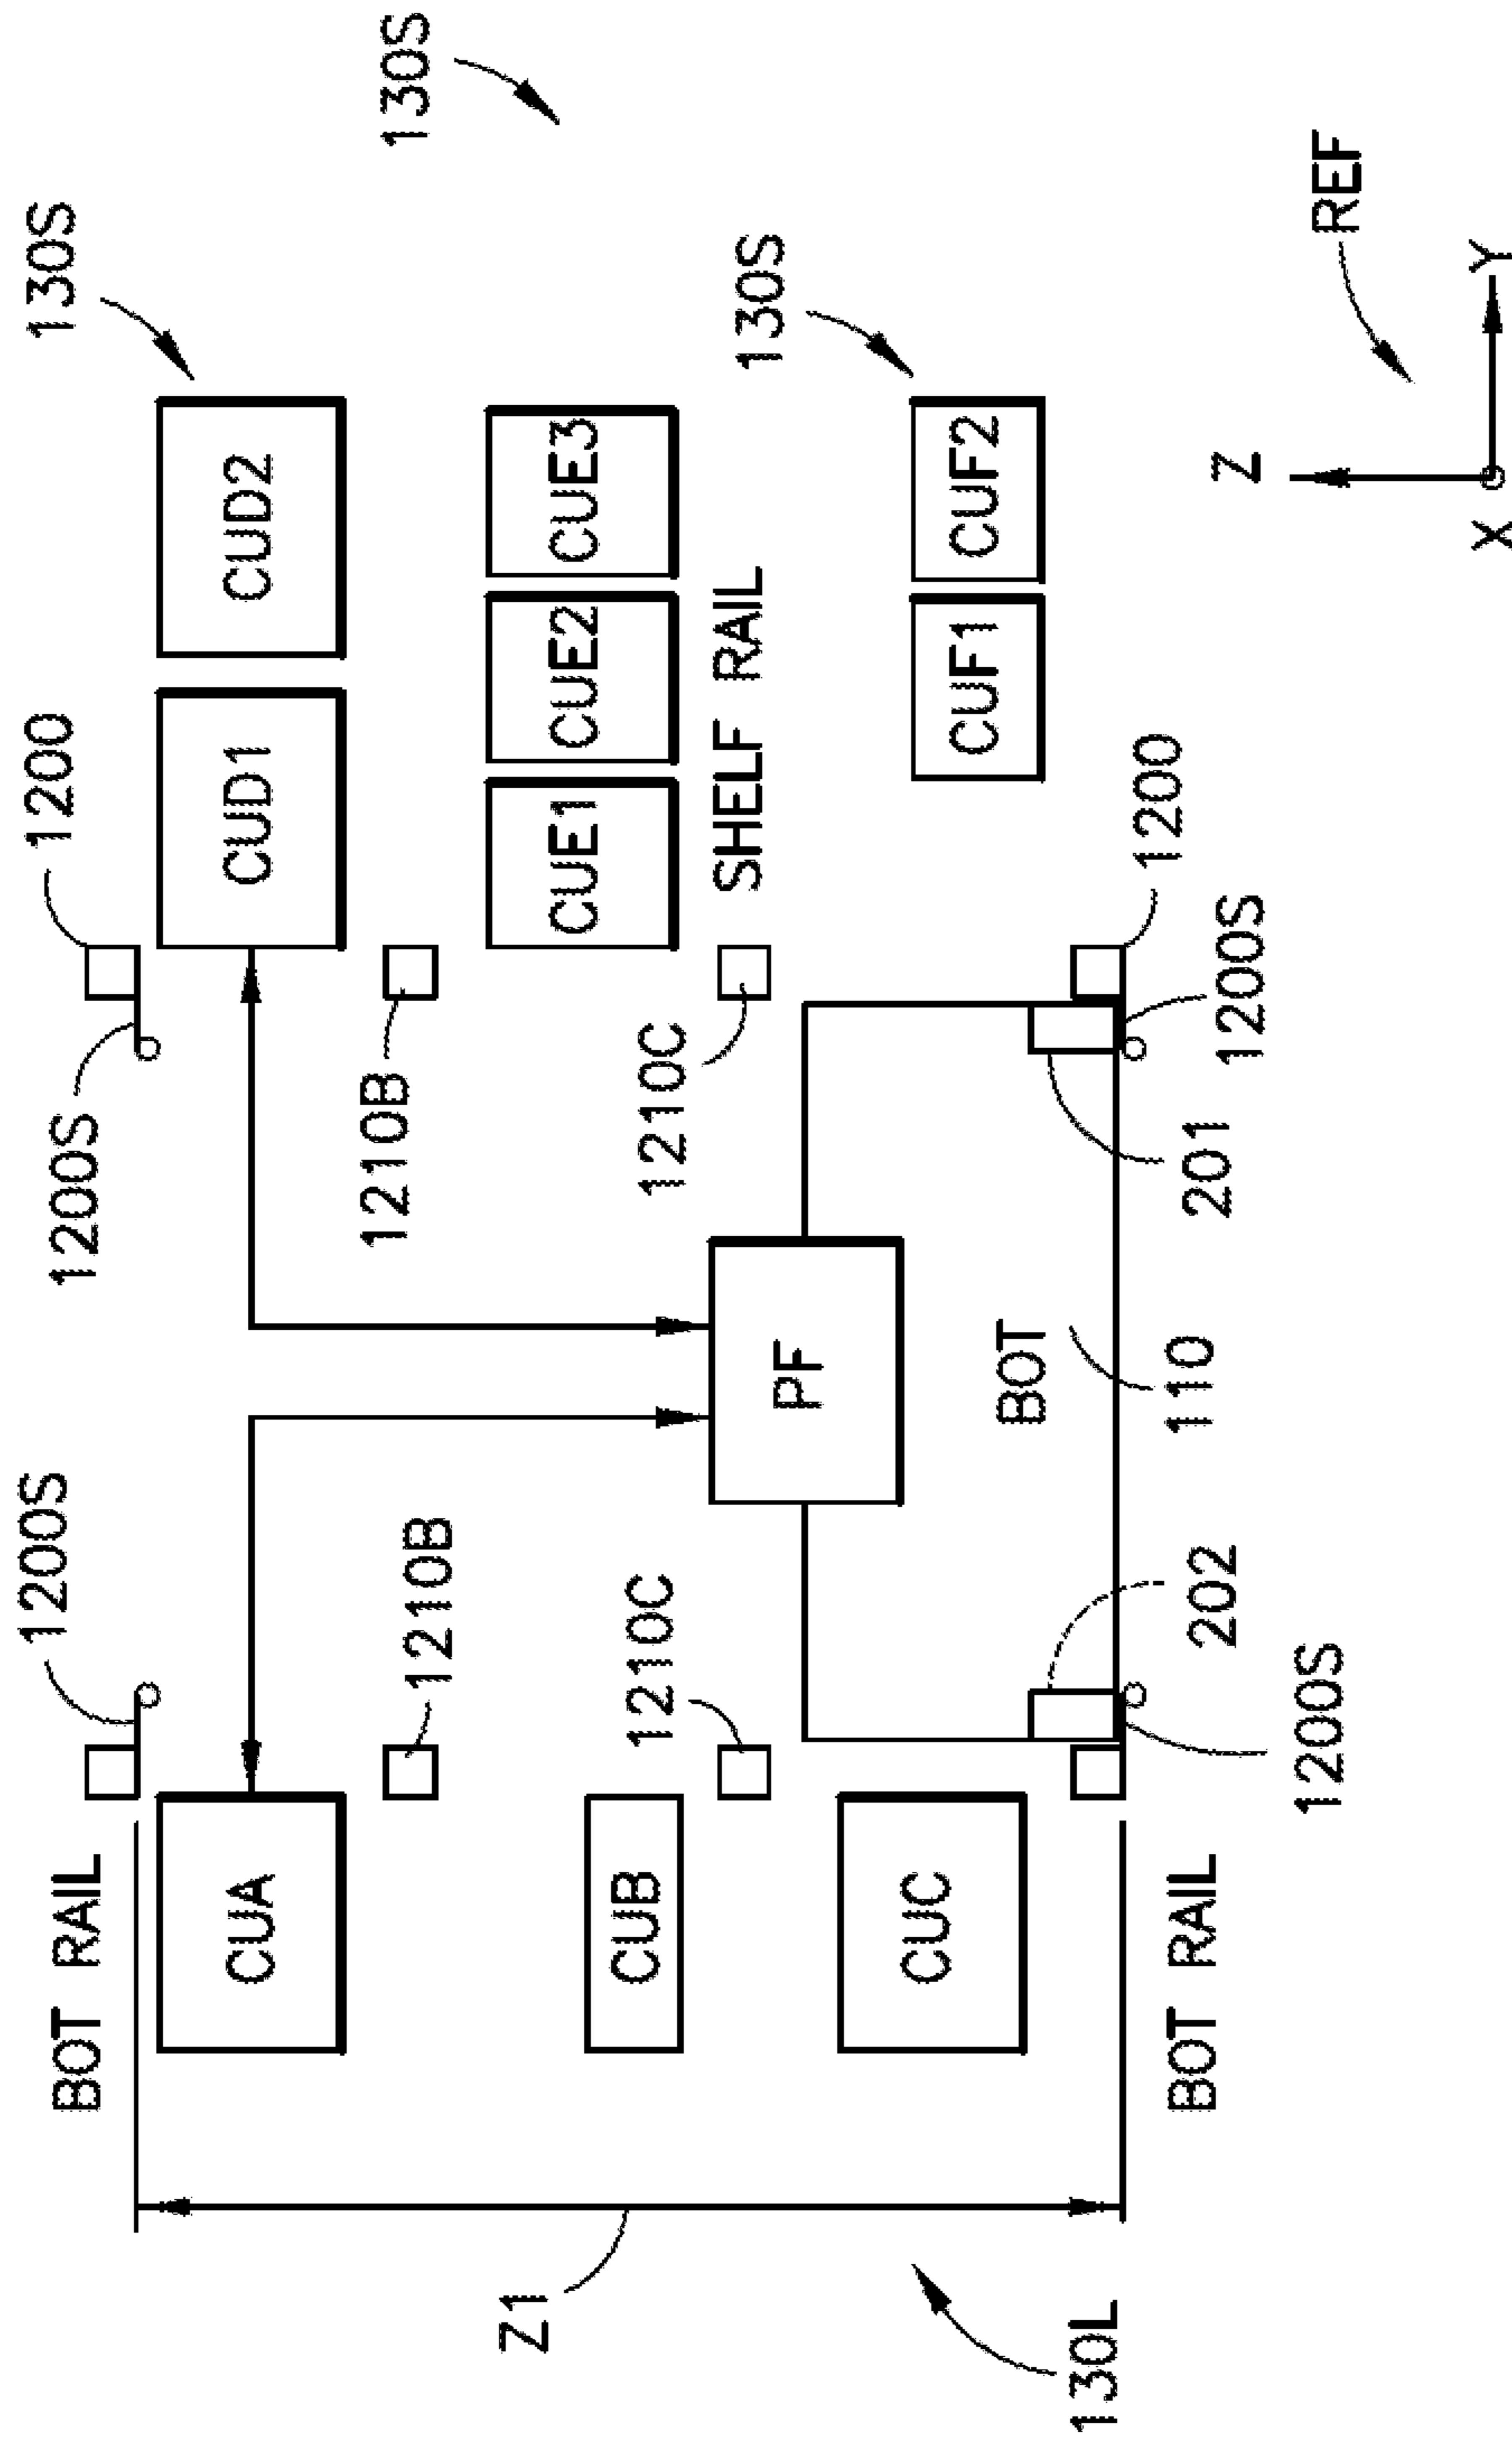 130S
130S
1200
1200S
1200S
BOT RAIL
CUA
CUD1
CUD2
1210B
1210B
CUE1
CUE2
CUE3
CUB
1210C
1210C
SHELF RAIL
130S
Z1
PF
CUC
CUF1
CUF2
BOT
1200
130L
BOT RAIL
202
110
201
1200S
1200S
Z
REF
X
Y